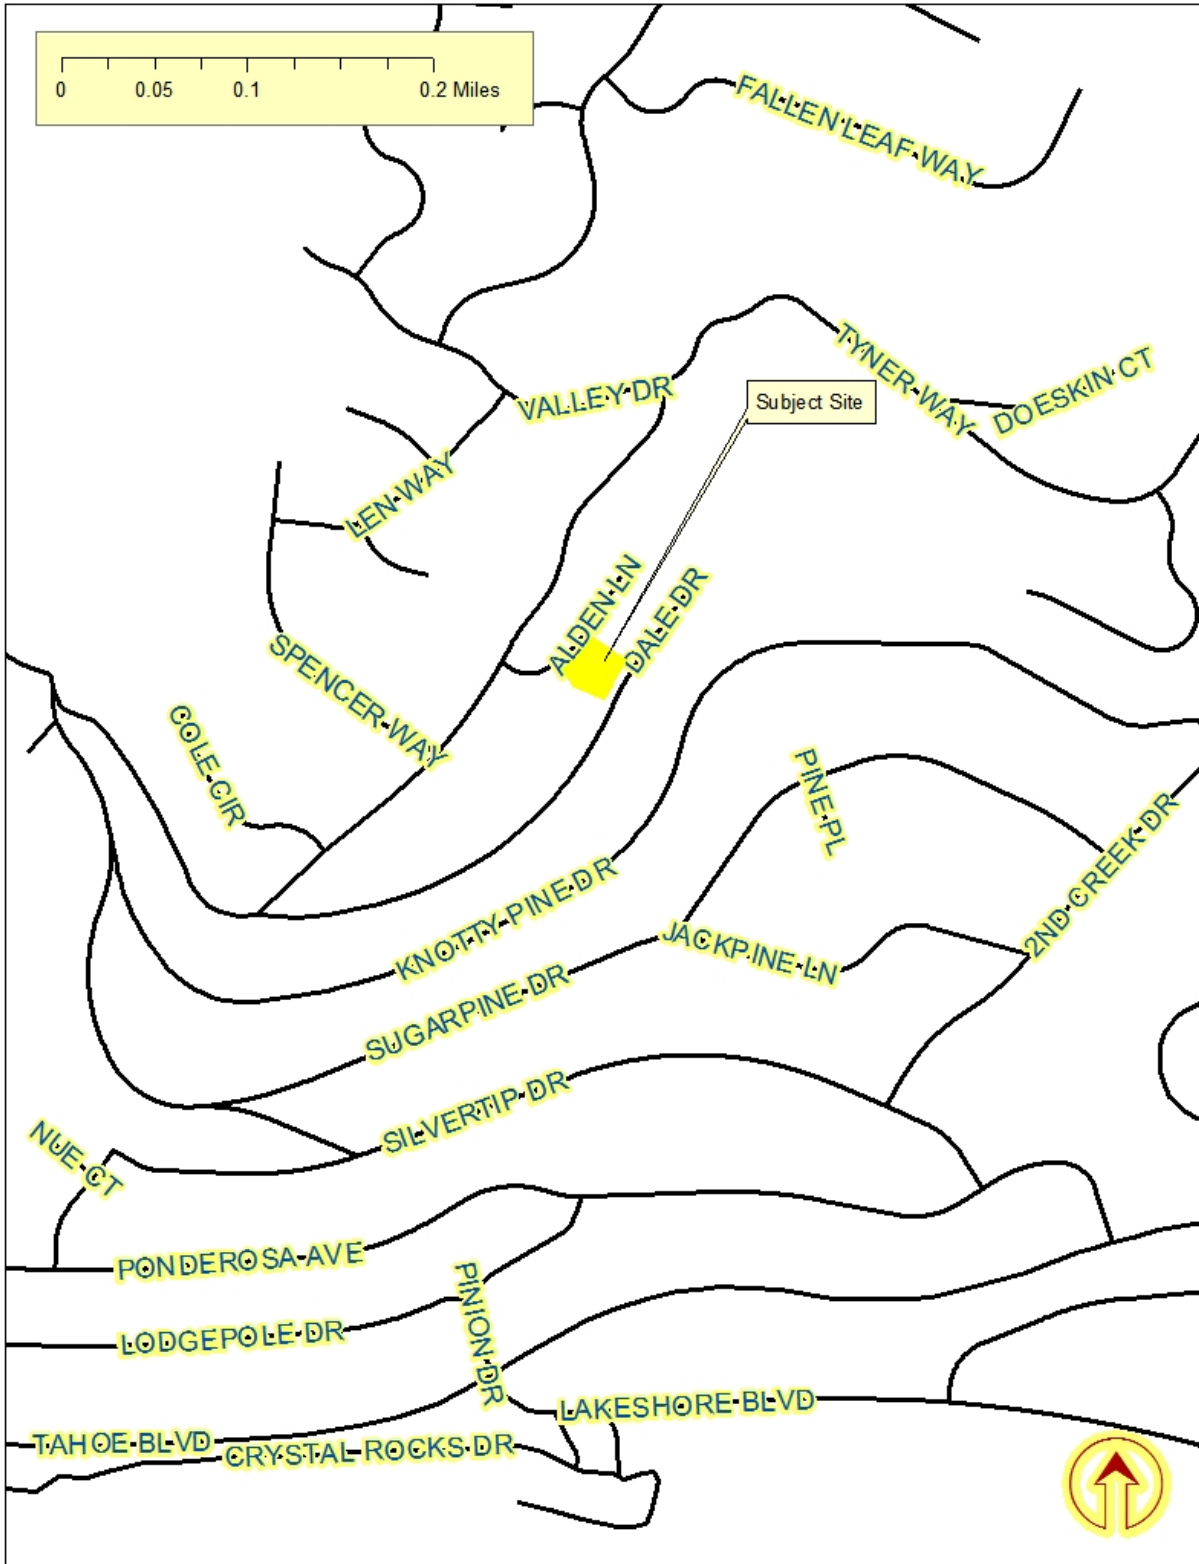 0 0.05 0.1 0.2 Miles
FALLEN LEAF WAY
TYNER WAY
DOESKIN CT
VALLEY DR
Subject Site
LEN WAY
ALDEN LN
DALE DR
SPENCER WAY
COLE CIR
PINE PL
2ND CREEK DR
KNOTTY PINE DR
JACKPINE LN
SUGARPINE DR
SILVERTIP DR
NUE CT
PONDEROSA AVE
PINION DR
LODGEPOLE DR
LAKESHORE BLVD
TAHOE BLVD
CRYSTAL ROCKS DR